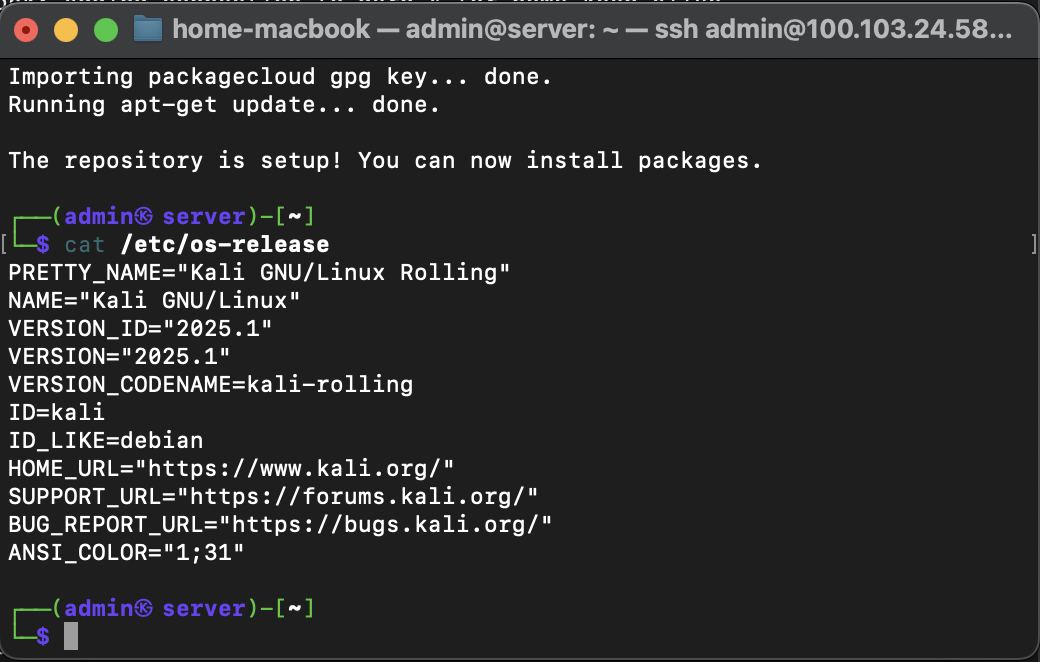 home-macbook — admin@server: ~ — ssh admin@100.103.24.58...
Importing packagecloud gpg key... done.
Running apt-get update... done.
The repository is setup! You can now install packages.
┌──(admin㉿ server)-[~]
[└─$ cat /etc/os-release ]
PRETTY_NAME="Kali GNU/Linux Rolling"
NAME="Kali GNU/Linux"
VERSION_ID="2025.1"
VERSION="2025.1"
VERSION_CODENAME=kali-rolling
ID=kali
ID_LIKE=debian
HOME_URL="https://www.kali.org/"
SUPPORT_URL="https://forums.kali.org/"
BUG_REPORT_URL="https://bugs.kali.org/"
ANSI_COLOR="1;31"
┌──(admin㉿ server)-[~]
└─$